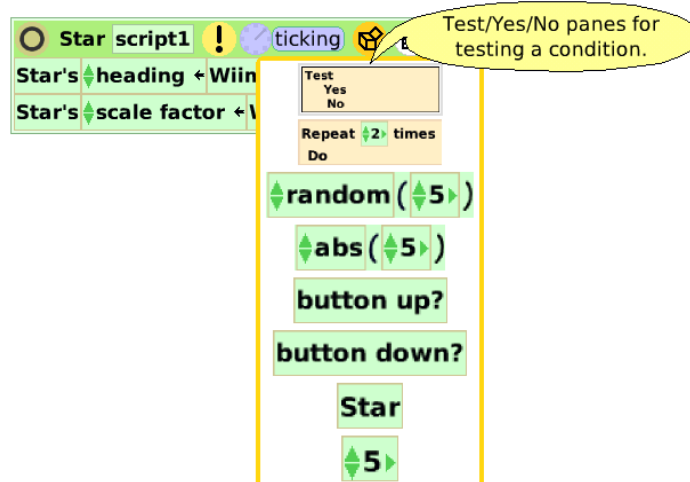 Test/Yes/No panes for
testing a condition.
Star script1 ! ticking
Star's heading ← Wiin
Star's scale factor ←
Test
Yes
No
Repeat 2 times
Do
random ( 5 )
abs ( 5 )
button up?
button down?
Star
5